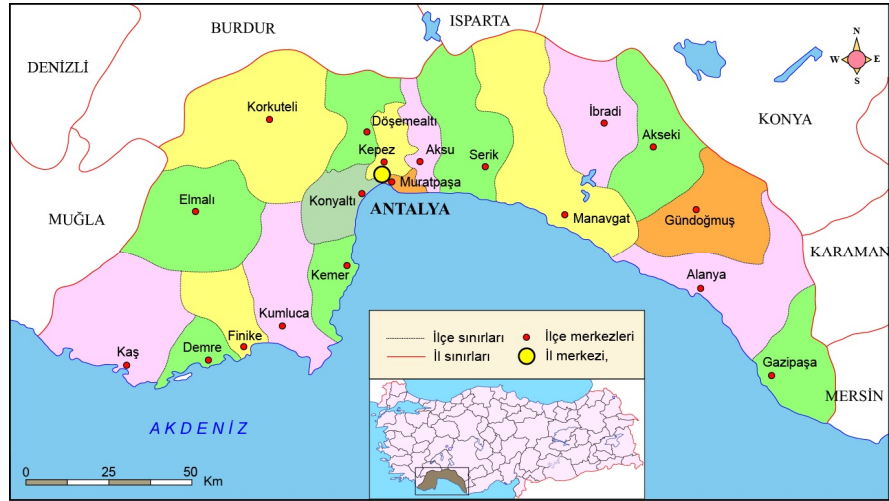 BURDUR
ISPARTA
DENİZLİ
N
W
E
S
KONYA
Korkuteli
Döşemealtı
İbradi
Akseki
Kepez
Aksu
Serik
Muratpaşa
Konyaltı
Elmalı
ANTALYA
Manavgat
Gündoğmuş
MUĞLA
KARAMAN
Kemer
Alanya
Kumluca
Kaş
Demre
Finike
Gazipaşa
MERSİN
İlçe sınırları
İlçe merkezleri
İl sınırları
İl merkezi,
AKDENİZ
0 25 50
Km